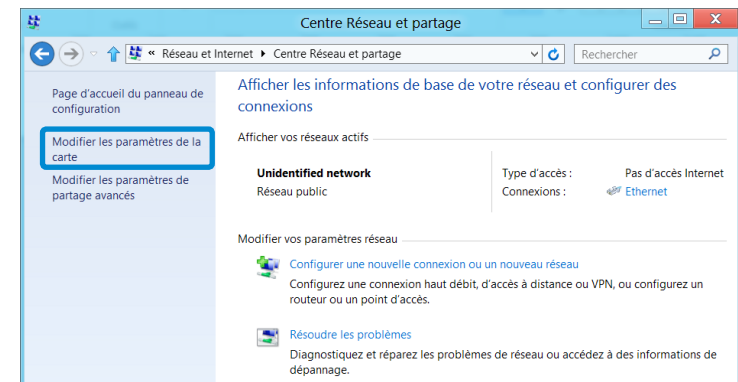 Centre Réseau et partage
« Réseau et Internet Centre Réseau et partage
Rechercher
Page d'accueil du panneau de
configuration
Modifier les paramètres de la
carte
Modifier les paramètres de
partage avancés
Afficher les informations de base de votre réseau et configurer des
connexions
Afficher vos réseaux actifs
Unidentified network
Réseau public
Type d'accès : Pas d'accès Internet
Connexions : Ethernet
Modifier vos paramètres réseau
Configurer une nouvelle connexion ou un nouveau réseau
Configurez une connexion haut débit, d'accès à distance ou VPN, ou configurez un
routeur ou un point d'accès.
Résoudre les problèmes
Diagnostiquez et réparez les problèmes de réseau ou accédez à des informations de
dépannage.